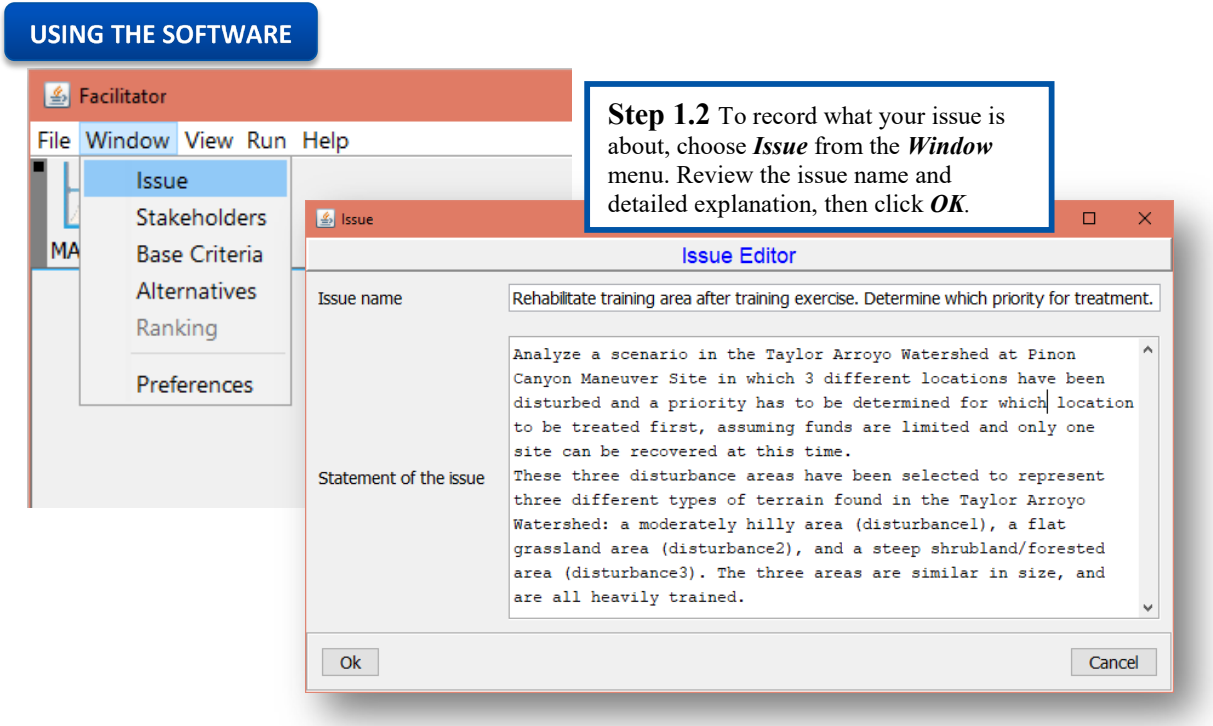 USING THE SOFTWARE
Facilitator
File Window View Run Help
Issue
Stakeholders
Base Criteria
Alternatives
Ranking
Preferences
MA
Step 1.2 To record what your issue is
about, choose Issue from the Window
menu. Review the issue name and
detailed explanation, then click OK.
Issue
Issue Editor
Issue name
Rehabilitate training area after training exercise. Determine which priority for treatment.
Statement of the issue
Analyze a scenario in the Taylor Arroyo Watershed at Pinon
Canyon Maneuver Site in which 3 different locations have been
disturbed and a priority has to be determined for which location
to be treated first, assuming funds are limited and only one
site can be recovered at this time.
These three disturbance areas have been selected to represent
three different types of terrain found in the Taylor Arroyo
Watershed: a moderately hilly area (disturbance1), a flat
grassland area (disturbance2), and a steep shrubland/forested
area (disturbance3). The three areas are similar in size, and
are all heavily trained.
Ok
Cancel